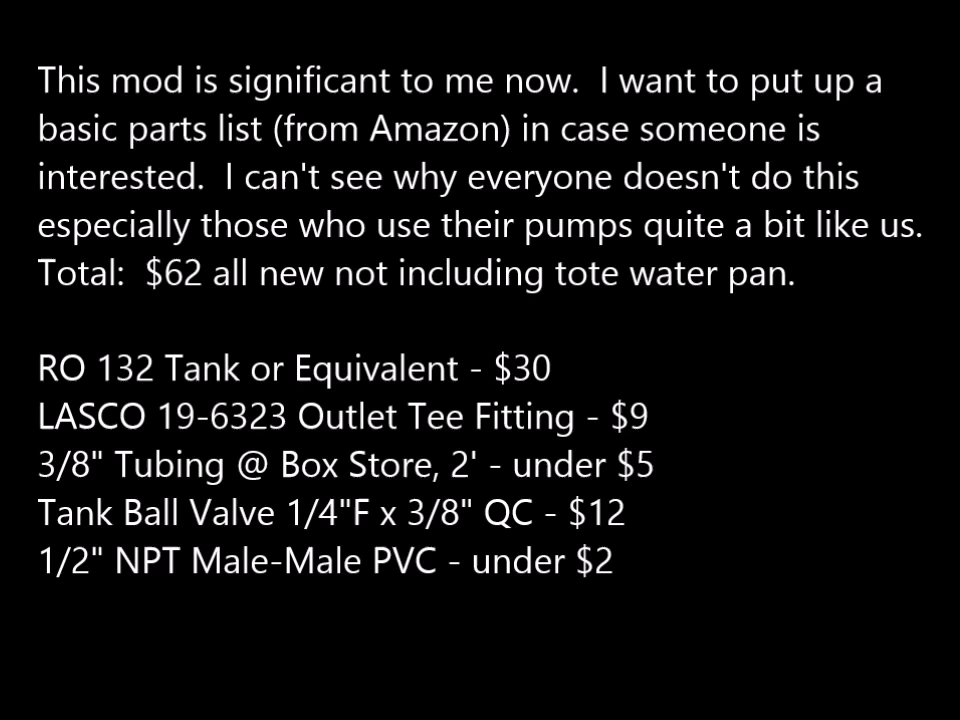 This mod is significant to me now.  I want to put up a
basic parts list (from Amazon) in case someone is
interested.  I can't see why everyone doesn't do this
especially those who use their pumps quite a bit like us.
Total:  $62 all new not including tote water pan.

RO 132 Tank or Equivalent - $30
LASCO 19-6323 Outlet Tee Fitting - $9
3/8" Tubing @ Box Store, 2' - under $5
Tank Ball Valve 1/4"F x 3/8" QC - $12
1/2" NPT Male-Male PVC - under $2